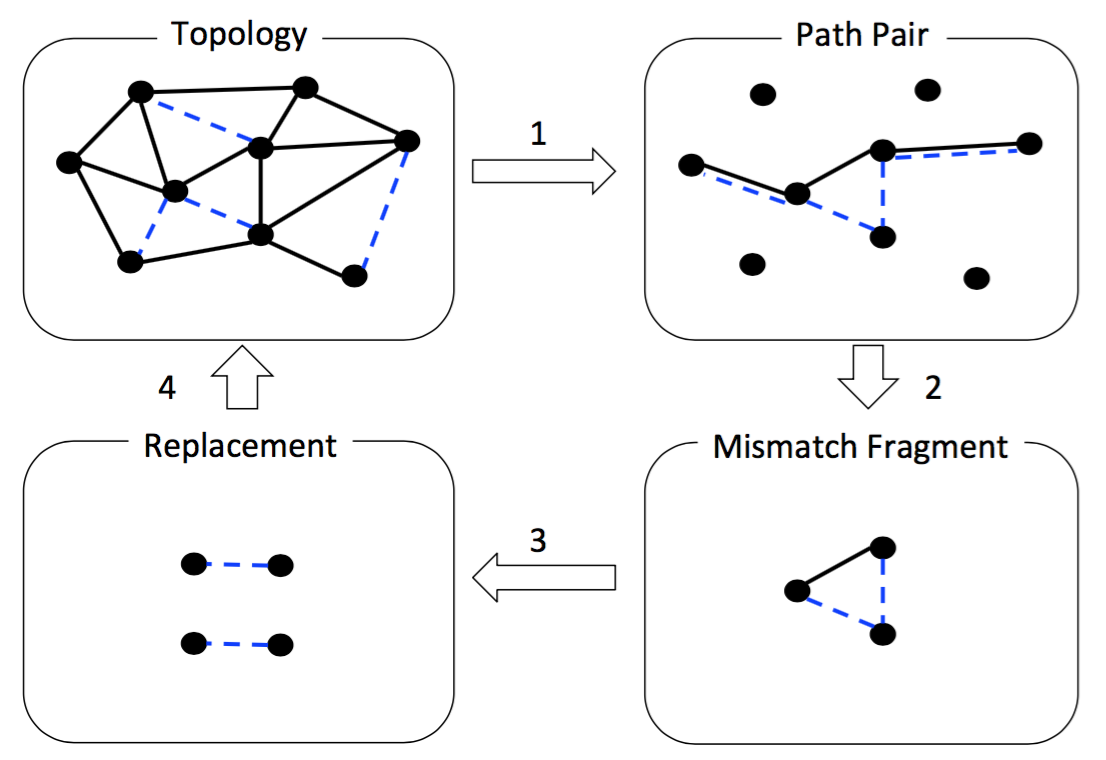 Topology
Path Pair
1
4
2
Replacement
Mismatch Fragment
3